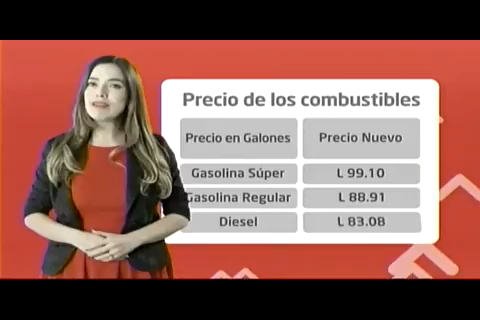 Precio de los combustibles
Precio en Galones Precio Nuevo
Gasolina Súper L 99.10
Gasolina Regular L 88.91
Diesel L 83.08